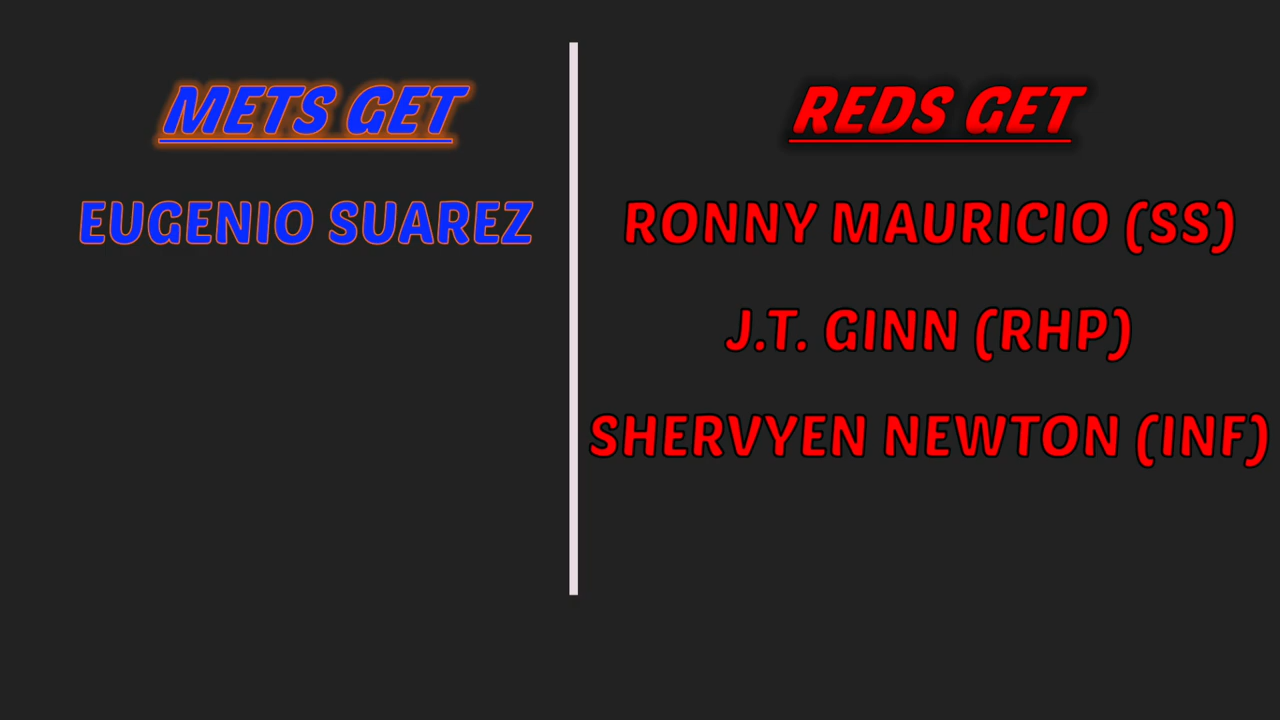 METS GET
EUGENIO SUAREZ
REDS GET
RONNY MAURICIO (SS)
J.T. GINN (RHP)
SHERVYEN NEWTON (INF)